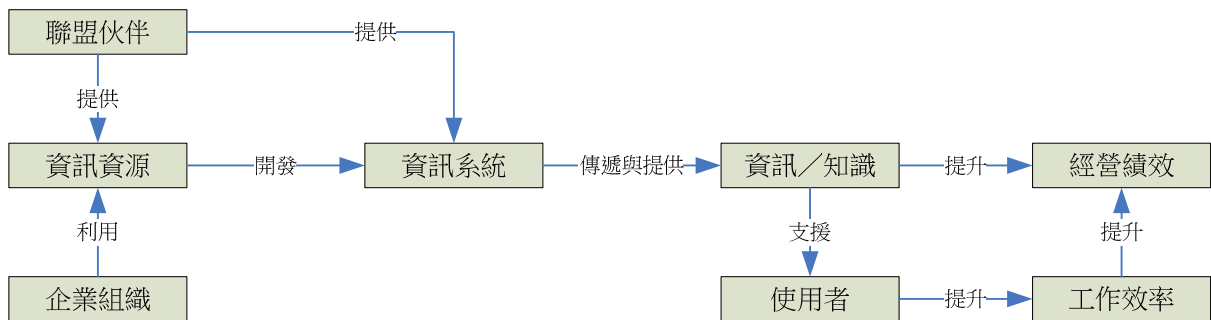 聯盟伙伴
提供
提供
資訊資源
開發
資訊系統
傳遞與提供
資訊／知識
提升
經營績效
利用
支援
提升
企業組織
使用者
提升
工作效率